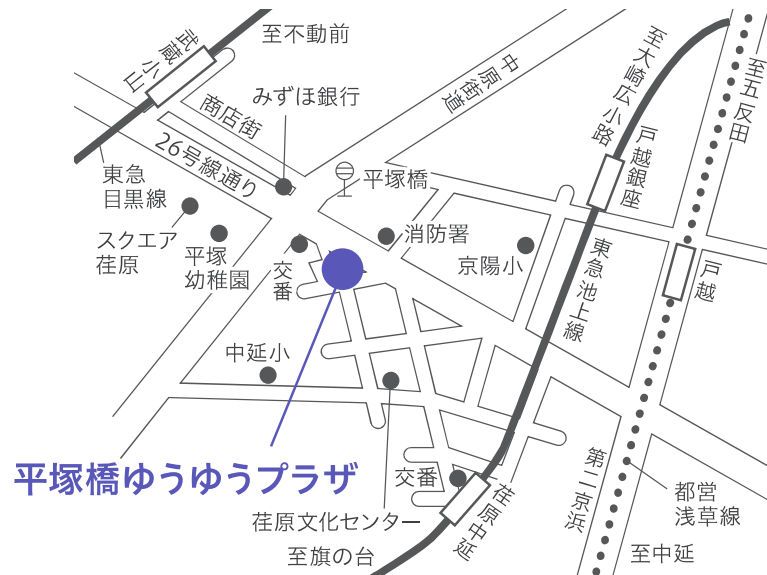 至不動前
武蔵小山
みずほ銀行
商店街
26号線通り
中原街道
至大崎広小路
至五反田
戸越銀座
東急
目黒線
平塚橋
スクエア
荏原
平塚
幼稚園
交番
消防署
京陽小
東急池上線
戸越
中延小
平塚橋ゆうゆうプラザ
交番
荏原中延
第二京浜
都営
浅草線
荏原文化センター
至旗の台
至中延